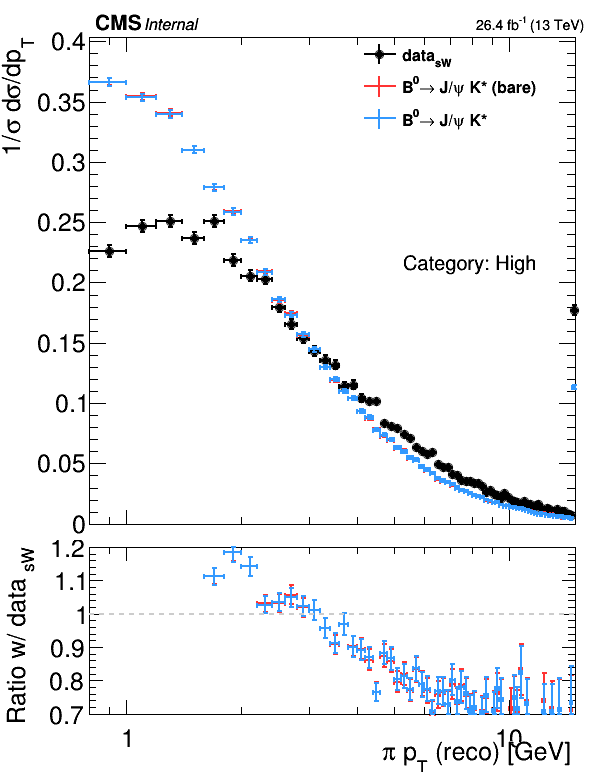 CMS Internal 26.4 fb⁻¹ (13 TeV)
1/σ dσ/dp_T
0.4
0.35
0.3
0.25
0.2
0.15
0.1
0.05
0
data_sW
B⁰→ J/ψ K* (bare)
B⁰→ J/ψ K*
Category: High
Ratio w/ data _sW
1.2
1.1
1
0.9
0.8
0.7
1
10
π p_T (reco) [GeV]